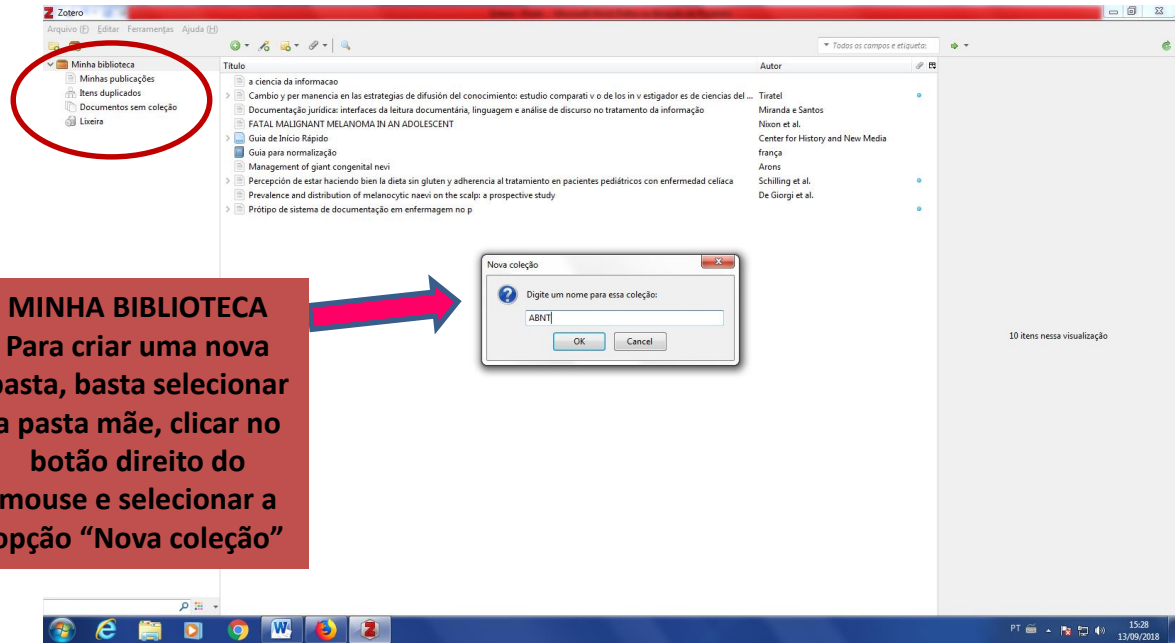 Zotero
Arquivo (F) Editar Ferramentas Ajuda (H)
Todos os campos e etiqueta:
Minha biblioteca
Minhas publicações
Itens duplicados
Documentos sem coleção
Lixeira
Título Autor
a ciencia da informacao
Cambio y per manencia en las estrategias de difusión del conocimiento: estudio comparati v o de los in v estigador es de ciencias del ... Tiratel
Documentação jurídica: interfaces da leitura documentária, linguagem e análise de discurso no tratamento da informação Miranda e Santos
FATAL MALIGNANT MELANOMA IN AN ADOLESCENT Nixon et al.
Guia de Início Rápido Center for History and New Media
Guia para normalização frança
Management of giant congenital nevi Arons
Percepción de estar haciendo bien la dieta sin gluten y adherencia al tratamiento en pacientes pediátricos con enfermedad celíaca Schilling et al.
Prevalence and distribution of melanocytic naevi on the scalp: a prospective study De Giorgi et al.
Prótipo de sistema de documentação em enfermagem no p
Nova coleção
Digite um nome para essa coleção:
ABNT
OK Cancel
10 itens nessa visualização
MINHA BIBLIOTECA
Para criar uma nova
pasta, basta selecionar
a pasta mãe, clicar no
botão direito do
mouse e selecionar a
opção “Nova coleção”
PT
15:28
13/09/2018